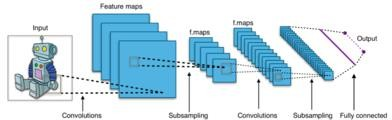 Feature maps
Input
f.maps
f.maps
Output
Convolutions
Subsampling
Convolutions
Subsampling
Fully connected